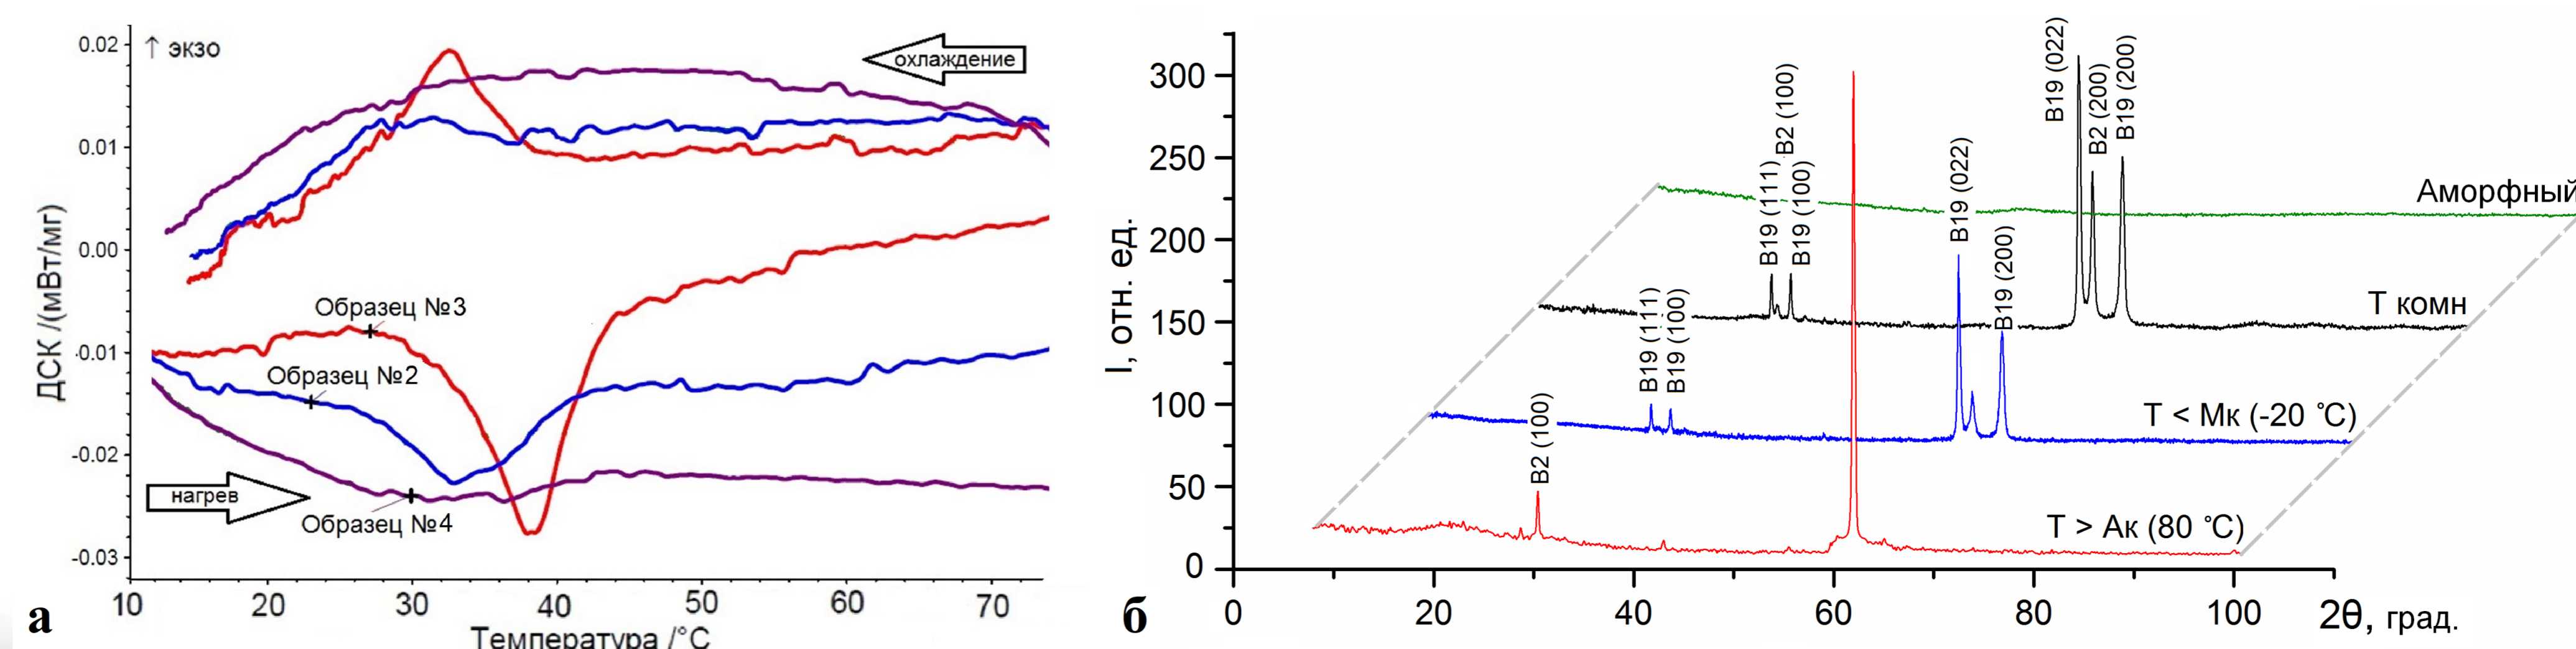 ↑ экзо
охлаждение
0.02
0.01
0.00
-0.01
-0.02
-0.03
ДСК /(мВт/мг)
Образец №3
Образец №2
нагрев
Образец №4
10 20 30 40 50 60 70
Температура /°C
а
300
250
200
150
100
50
0
I, отн. ед.
B19 (022)
B2 (200)
B19 (200)
B19 (111)
B2 (100)
B19 (100)
Аморфный
Т комн
B19 (022)
B19 (200)
B19 (111)
B19 (100)
T < Мк (-20 °C)
B2 (100)
T > Ак (80 °C)
0 20 40 60 80 100 2θ, град.
б